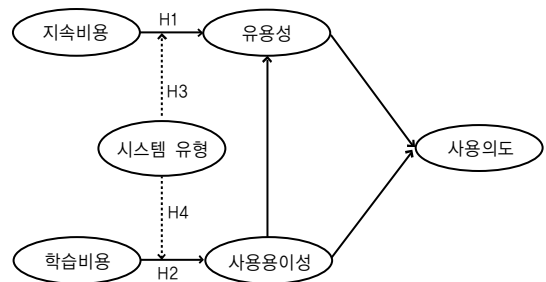 지속비용
H1
유용성
H3
시스템 유형
사용의도
H4
학습비용
H2
사용용이성